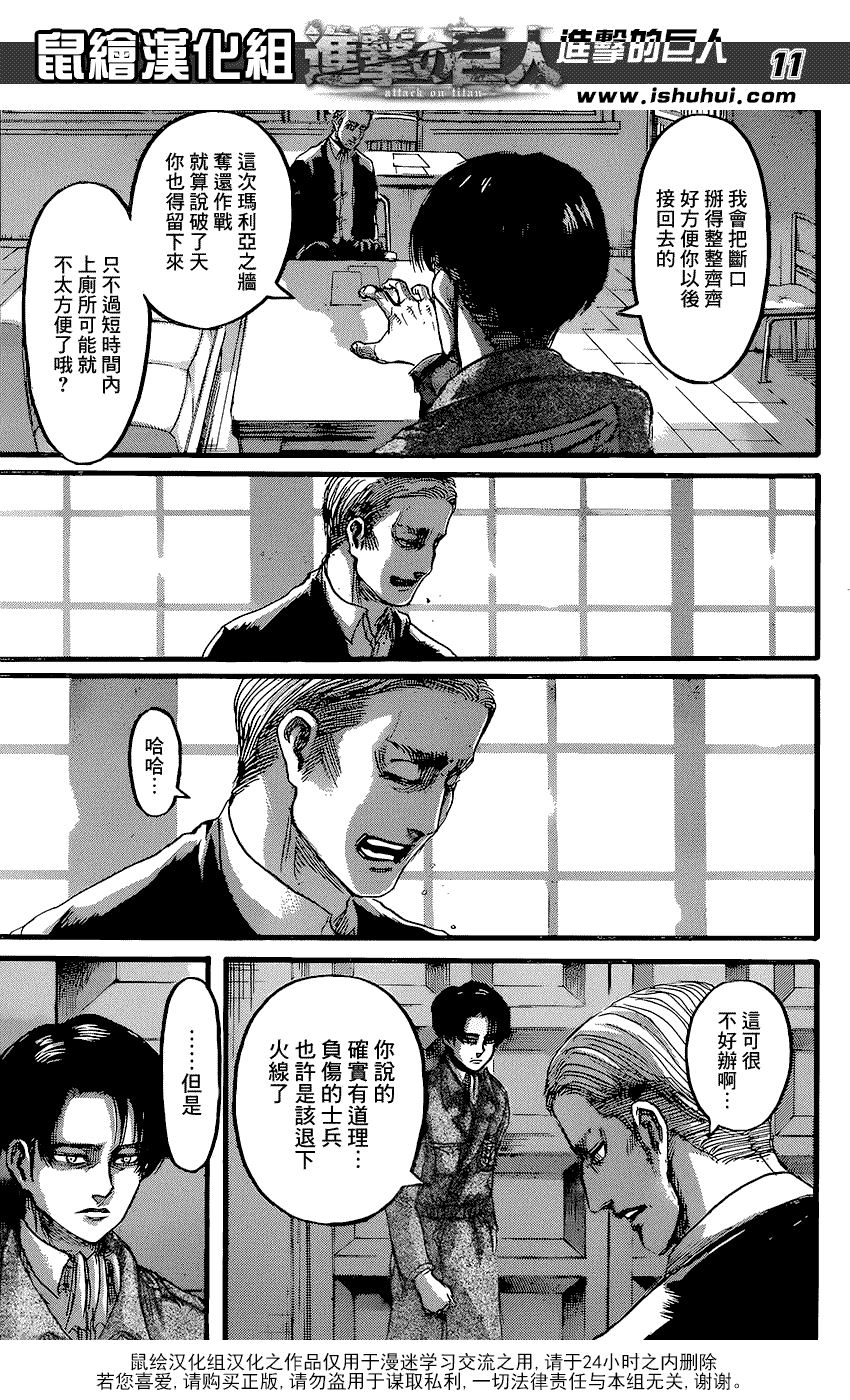 鼠繪漢化組
進撃の巨人
attack on titan
進擊的巨人
11
www.ishuhui.com
我會把斷口
掰得整整齊齊
好方便你以後
接回去的
這次瑪利亞之牆
奪還作戰
就算說破了天
你也得留下來
只不過短時間內
上廁所可能就
不太方便了哦?
哈
哈…
這可很
不好辦啊…
你說的
確實有道理…
負傷的士兵
也許是該退下
火線了
……但是
鼠绘汉化组汉化之作品仅用于漫迷学习交流之用, 请于24小时之内删除
若您喜爱, 请购买正版, 请勿盗用于谋取私利, 一切法律责任与本组无关, 谢谢。